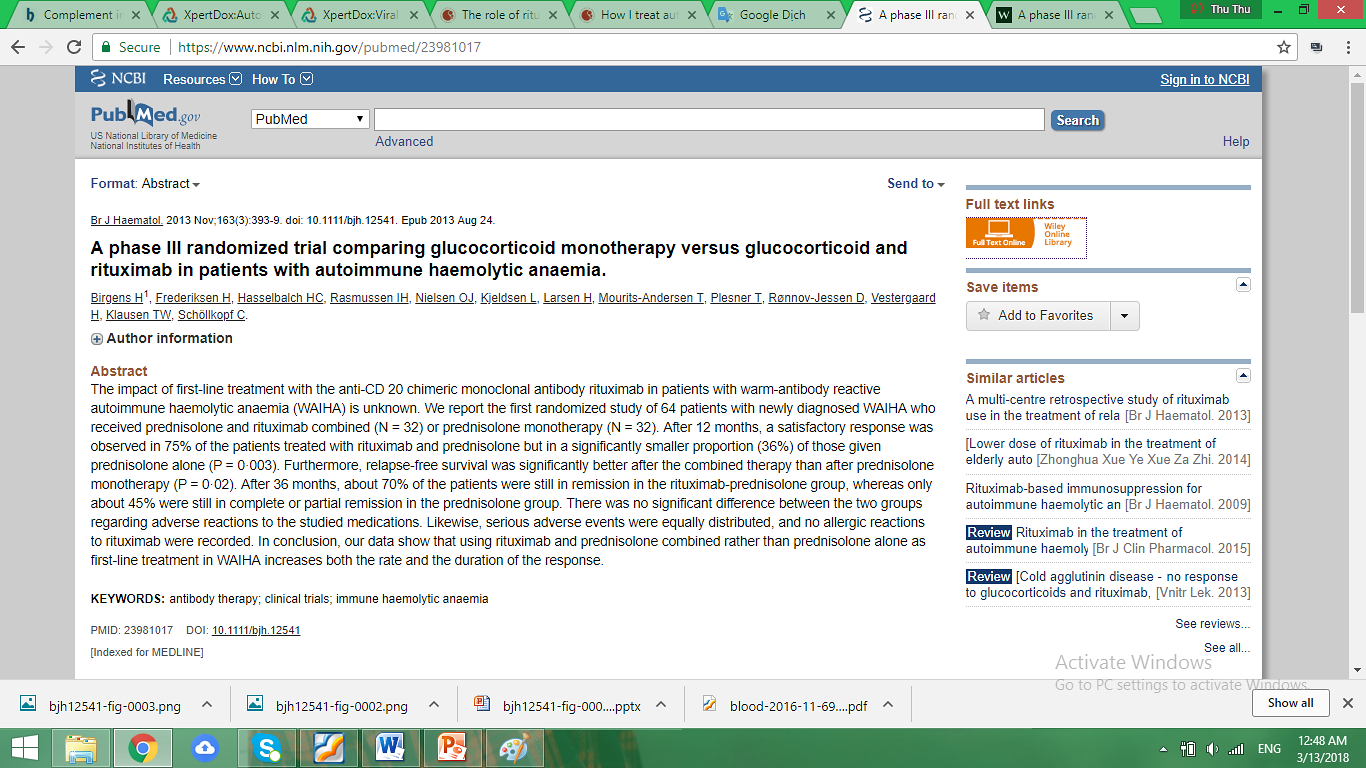 Complement in
XpertDox:Auto
XpertDox:Viral
The role of ritu
How I treat aut
Google Dịch
A phase III ran
A phase III ran
Thu Thu
Secure
https://www.ncbi.nlm.nih.gov/pubmed/23981017
NCBI Resources How To Sign in to NCBI
PubMed.gov
US National Library of Medicine
National Institutes of Health
PubMed
Search
Advanced
Help
Format: Abstract
Send to
Br J Haematol. 2013 Nov;163(3):393-9. doi: 10.1111/bjh.12541. Epub 2013 Aug 24.
A phase III randomized trial comparing glucocorticoid monotherapy versus glucocorticoid and
rituximab in patients with autoimmune haemolytic anaemia.
Birgens H1, Frederiksen H, Hasselbalch HC, Rasmussen IH, Nielsen OJ, Kjeldsen L, Larsen H, Mourits-Andersen T, Plesner T, Rønnov-Jessen D, Vestergaard
H, Klausen TW, Schöllkopf C.
Author information
Abstract
The impact of first-line treatment with the anti-CD 20 chimeric monoclonal antibody rituximab in patients with warm-antibody reactive
autoimmune haemolytic anaemia (WAIHA) is unknown. We report the first randomized study of 64 patients with newly diagnosed WAIHA who
received prednisolone and rituximab combined (N = 32) or prednisolone monotherapy (N = 32). After 12 months, a satisfactory response was
observed in 75% of the patients treated with rituximab and prednisolone but in a significantly smaller proportion (36%) of those given
prednisolone alone (P = 0·003). Furthermore, relapse-free survival was significantly better after the combined therapy than after prednisolone
monotherapy (P = 0·02). After 36 months, about 70% of the patients were still in remission in the rituximab-prednisolone group, whereas only
about 45% were still in complete or partial remission in the prednisolone group. There was no significant difference between the two groups
regarding adverse reactions to the studied medications. Likewise, serious adverse events were equally distributed, and no allergic reactions
to rituximab were recorded. In conclusion, our data show that using rituximab and prednisolone combined rather than prednisolone alone as
first-line treatment in WAIHA increases both the rate and the duration of the response.
KEYWORDS: antibody therapy; clinical trials; immune haemolytic anaemia
PMID: 23981017 DOI: 10.1111/bjh.12541
[Indexed for MEDLINE]
Full text links
Full Text Online
Wiley
Online
Library
Save items
Add to Favorites
Similar articles
A multi-centre retrospective study of rituximab
use in the treatment of rela [Br J Haematol. 2013]
[Lower dose of rituximab in the treatment of
elderly auto [Zhonghua Xue Ye Xue Za Zhi. 2014]
Rituximab-based immunosuppression for
autoimmune haemolytic an [Br J Haematol. 2009]
Review Rituximab in the treatment of
autoimmune haemoly [Br J Clin Pharmacol. 2015]
Review [Cold agglutinin disease - no response
to glucocorticoids and rituximab, [Vnitr Lek. 2013]
See reviews...
See all...
Activate Windows
Go to PC settings to activate Windows.
bjh12541-fig-0003.png
bjh12541-fig-0002.png
bjh12541-fig-000....pptx
blood-2016-11-69....pdf
Show all
ENG
12:48 AM
3/13/2018